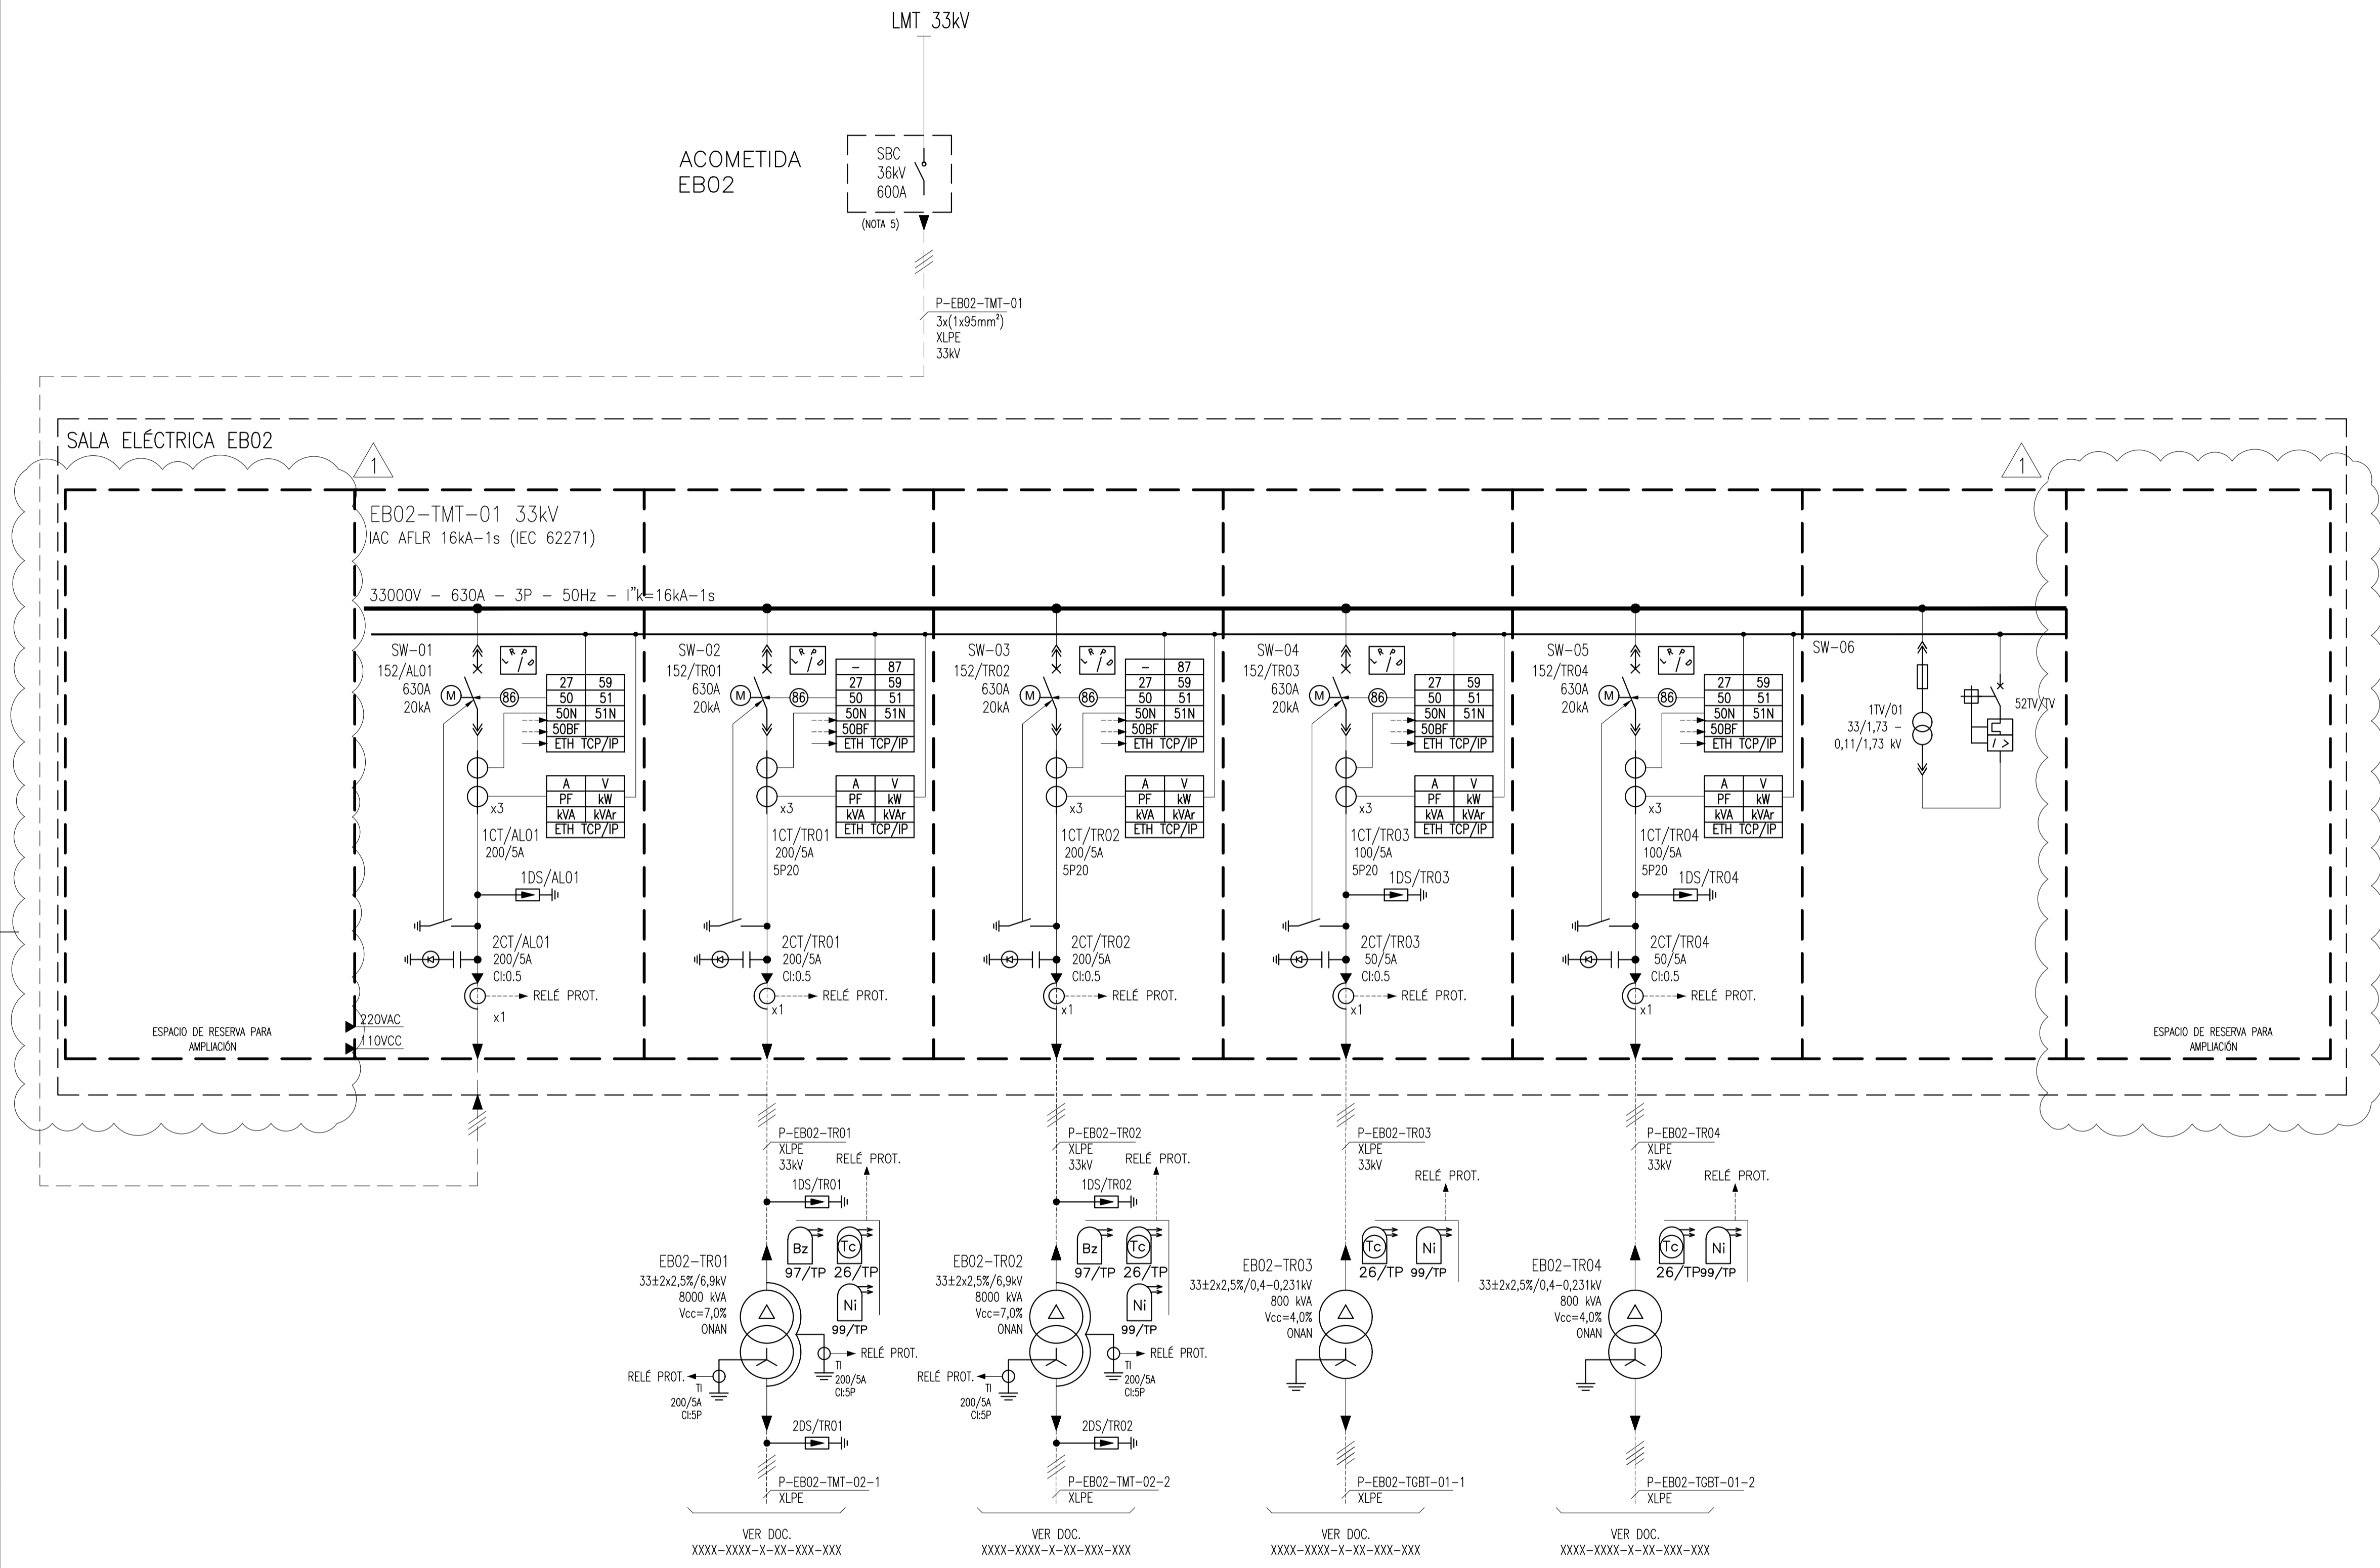 LMT 33kV
ACOMETIDA
EB02
SBC
36kV
600A
(NOTA 5)
P-EB02-TMT-01
3x(1x95mm²)
XLPE
33kV
SALA ELÉCTRICA EB02
1
1
EB02-TMT-01 33kV
IAC AFLR 16kA-1s (IEC 62271)
33000V - 630A - 3P - 50Hz - I"k=16kA-1s
ESPACIO DE RESERVA PARA
AMPLIACIÓN
220VAC
110VCC
SW-01
152/AL01
630A
20kA
M
86
L R P O
27 59
50 51
50N 51N
50BF
ETH TCP/IP
A V
PF kW
kVA kVAr
ETH TCP/IP
x3
1CT/AL01
200/5A
1DS/AL01
2CT/AL01
200/5A
Cl:0.5
RELÉ PROT.
x1
SW-02
152/TR01
630A
20kA
M
86
L R P O
- 87
27 59
50 51
50N 51N
50BF
ETH TCP/IP
A V
PF kW
kVA kVAr
ETH TCP/IP
x3
1CT/TR01
200/5A
5P20
2CT/TR01
200/5A
Cl:0.5
RELÉ PROT.
x1
SW-03
152/TR02
630A
20kA
M
86
L R P O
- 87
27 59
50 51
50N 51N
50BF
ETH TCP/IP
A V
PF kW
kVA kVAr
ETH TCP/IP
x3
1CT/TR02
200/5A
5P20
2CT/TR02
200/5A
Cl:0.5
RELÉ PROT.
x1
SW-04
152/TR03
630A
20kA
M
86
L R P O
27 59
50 51
50N 51N
50BF
ETH TCP/IP
A V
PF kW
kVA kVAr
ETH TCP/IP
x3
1CT/TR03
100/5A
5P20
1DS/TR03
2CT/TR03
50/5A
Cl:0.5
RELÉ PROT.
x1
SW-05
152/TR04
630A
20kA
M
86
L R P O
27 59
50 51
50N 51N
50BF
ETH TCP/IP
A V
PF kW
kVA kVAr
ETH TCP/IP
x3
1CT/TR04
100/5A
5P20
1DS/TR04
2CT/TR04
50/5A
Cl:0.5
RELÉ PROT.
x1
SW-06
1TV/01
33/1,73 -
0,11/1,73 kV
52TV/TV
I >
ESPACIO DE RESERVA PARA
AMPLIACIÓN
P-EB02-TR01
XLPE
33kV
RELÉ PROT.
1DS/TR01
Bz
97/TP
Tc
26/TP
Ni
99/TP
EB02-TR01
33±2x2,5%/6,9kV
8000 kVA
Vcc=7,0%
ONAN
RELÉ PROT.
TI
200/5A
Cl:5P
RELÉ PROT.
TI
200/5A
Cl:5P
2DS/TR01
P-EB02-TMT-02-1
XLPE
VER DOC.
XXXX-XXXX-X-XX-XXX-XXX
P-EB02-TR02
XLPE
33kV
RELÉ PROT.
1DS/TR02
Bz
97/TP
Tc
26/TP
Ni
99/TP
EB02-TR02
33±2x2,5%/6,9kV
8000 kVA
Vcc=7,0%
ONAN
RELÉ PROT.
TI
200/5A
Cl:5P
RELÉ PROT.
TI
200/5A
Cl:5P
2DS/TR02
P-EB02-TMT-02-2
XLPE
VER DOC.
XXXX-XXXX-X-XX-XXX-XXX
P-EB02-TR03
XLPE
33kV
RELÉ PROT.
Tc
26/TP
Ni
99/TP
EB02-TR03
33±2x2,5%/0,4-0,231kV
800 kVA
Vcc=4,0%
ONAN
P-EB02-TGBT-01-1
XLPE
VER DOC.
XXXX-XXXX-X-XX-XXX-XXX
P-EB02-TR04
XLPE
33kV
RELÉ PROT.
Tc
26/TP
Ni
99/TP
EB02-TR04
33±2x2,5%/0,4-0,231kV
800 kVA
Vcc=4,0%
ONAN
P-EB02-TGBT-01-2
XLPE
VER DOC.
XXXX-XXXX-X-XX-XXX-XXX